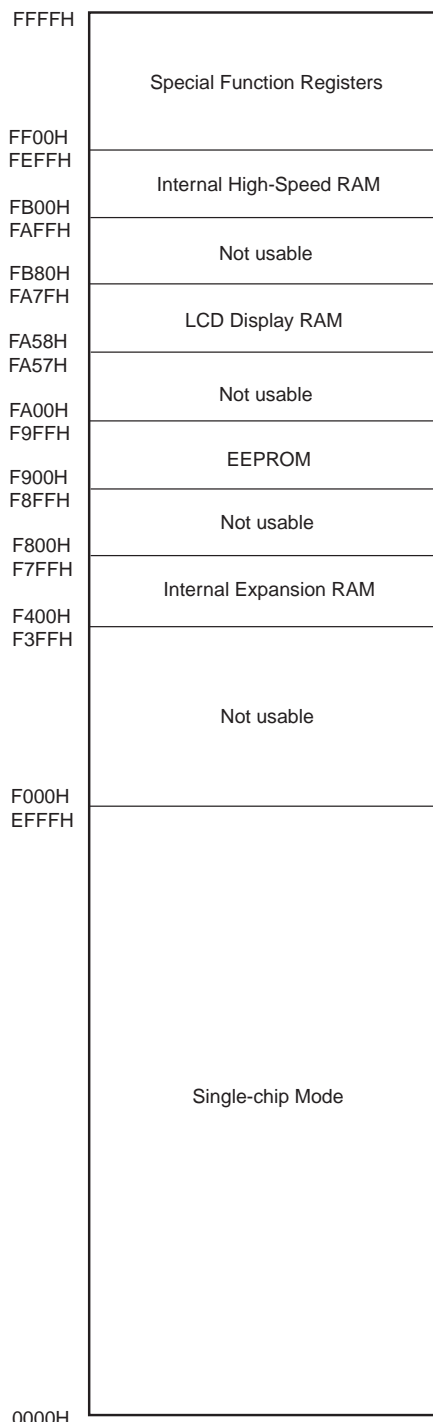 FFFFH
Special Function Registers
FF00H
FEFFH
Internal High-Speed RAM
FB00H
FAFFH
Not usable
FB80H
FA7FH
LCD Display RAM
FA58H
FA57H
Not usable
FA00H
F9FFH
EEPROM
F900H
F8FFH
Not usable
F800H
F7FFH
Internal Expansion RAM
F400H
F3FFH
Not usable
F000H
EFFFH
Single-chip Mode
0000H